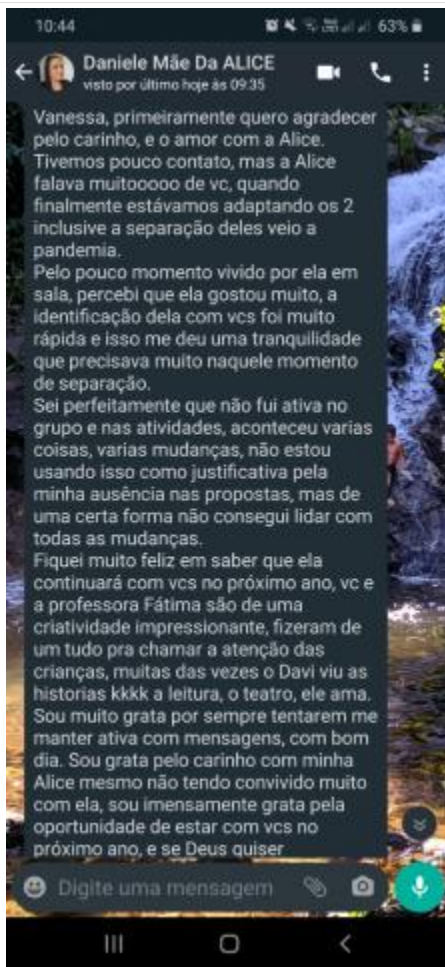 10:44
63%
Daniele Mãe Da ALICE
visto por último hoje às 09:35
Vanessa, primeiramente quero agradecer
pelo carinho, e o amor com a Alice.
Tivemos pouco contato, mas a Alice
falava muitooooo de vc, quando
finalmente estávamos adaptando os 2
inclusive a separação deles veio a
pandemia.
Pelo pouco momento vivido por ela em
sala, percebi que ela gostou muito, a
identificação dela com vcs foi muito
rápida e isso me deu uma tranquilidade
que precisava muito naquele momento
de separação.
Sei perfeitamente que não fui ativa no
grupo e nas atividades, aconteceu varias
coisas, varias mudanças, não estou
usando isso como justificativa pela
minha ausência nas propostas, mas de
uma certa forma não consegui lidar com
todas as mudanças.
Fiquei muito feliz em saber que ela
continuará com vcs no próximo ano, vc e
a professora Fátima são de uma
criatividade impressionante, fizeram de
um tudo pra chamar a atenção das
crianças, muitas das vezes o Davi viu as
historias kkkk a leitura, o teatro, ele ama.
Sou muito grata por sempre tentarem me
manter ativa com mensagens, com bom
dia. Sou grata pelo carinho com minha
Alice mesmo não tendo convivido muito
com ela, sou imensamente grata pela
oportunidade de estar com vcs no
próximo ano, e se Deus quiser
Digite uma mensagem